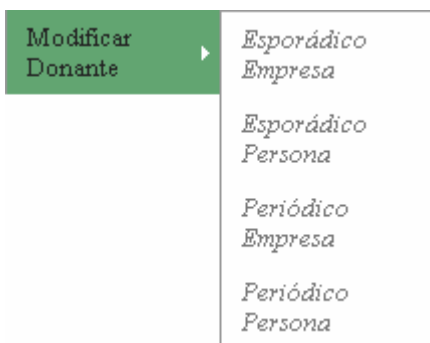 Modificar
Donante
Esporádico
Empresa
Esporádico
Persona
Periódico
Empresa
Periódico
Persona